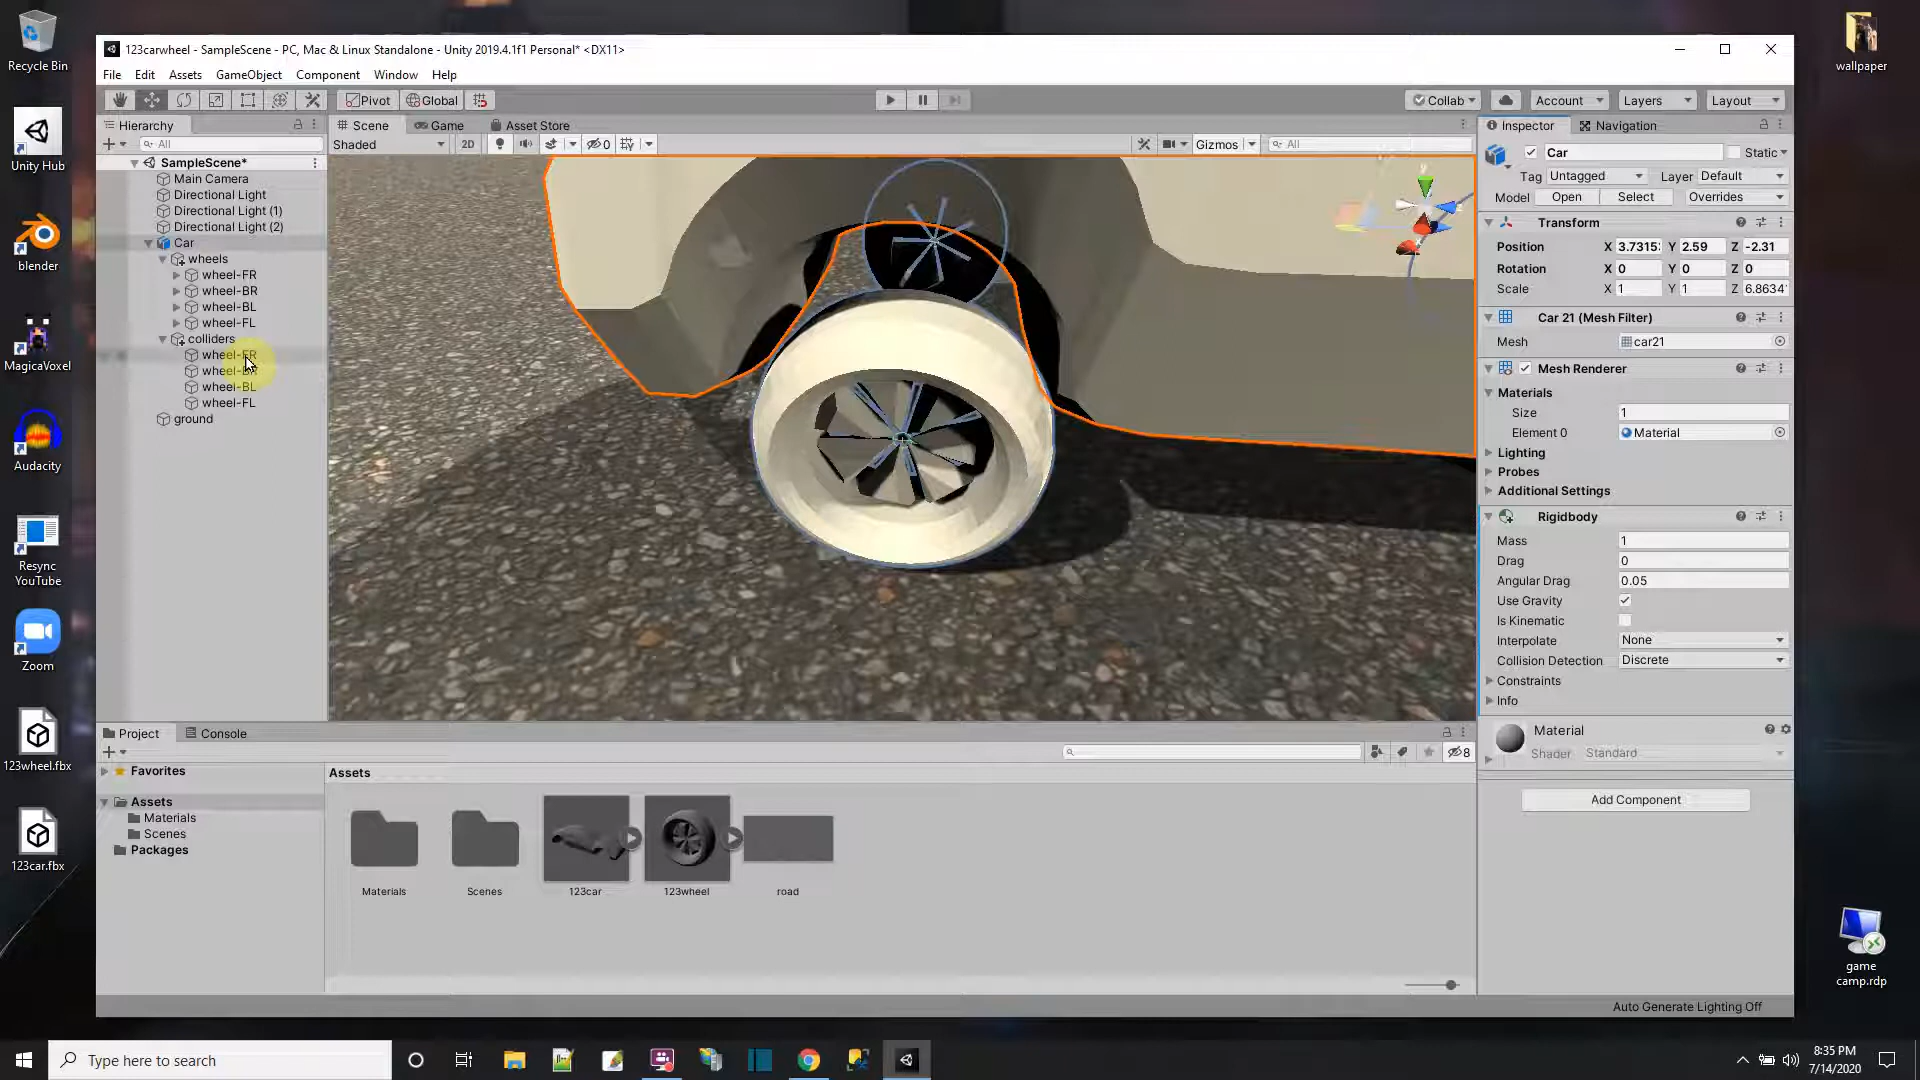 Recycle Bin
Unity Hub
blender
MagicaVoxel
Audacity
Resync
YouTube
Zoom
123wheel.fbx
123car.fbx
wallpaper
game
camp.rdp
123carwheel - SampleScene - PC, Mac & Linux Standalone - Unity 2019.4.1f1 Personal* <DX11>
File Edit Assets GameObject Component Window Help
Pivot Global Collab Account Layers Layout
Hierarchy
All
SampleScene*
Main Camera
Directional Light
Directional Light (1)
Directional Light (2)
Car
wheels
wheel-FR
wheel-BR
wheel-BL
wheel-FL
colliders
wheel-FR
wheel-BR
wheel-BL
wheel-FL
ground
Scene Game Asset Store
Shaded 2D 0 Gizmos All
Inspector Navigation
Car Static
Tag Untagged Layer Default
Model Open Select Overrides
Transform
Position X 3.7315 Y 2.59 Z -2.31
Rotation X 0 Y 0 Z 0
Scale X 1 Y 1 Z 6.8634
Car 21 (Mesh Filter)
Mesh car21
Mesh Renderer
Materials
Size 1
Element 0 Material
Lighting
Probes
Additional Settings
Rigidbody
Mass 1
Drag 0
Angular Drag 0.05
Use Gravity
Is Kinematic
Interpolate None
Collision Detection Discrete
Constraints
Info
Material
Shader Standard
Add Component
Project Console
8
Favorites
Assets
Materials
Scenes
Packages
Assets
Materials Scenes 123car 123wheel road
Auto Generate Lighting Off
Type here to search
8:35 PM
7/14/2020